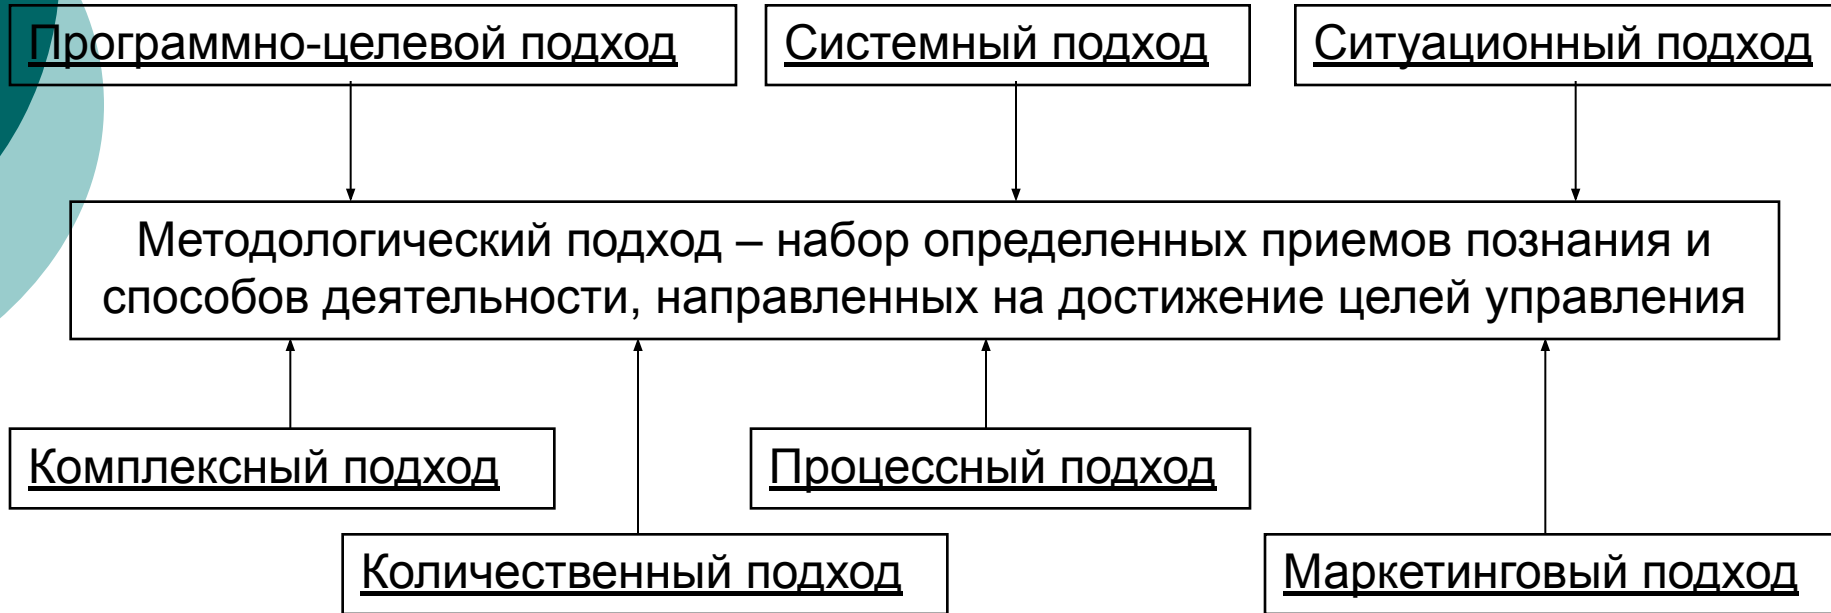 Программно-целевой подход
Системный подход
Ситуационный подход
Методологический подход – набор определенных приемов познания и
способов деятельности, направленных на достижение целей управления
Комплексный подход
Процессный подход
Количественный подход
Маркетинговый подход